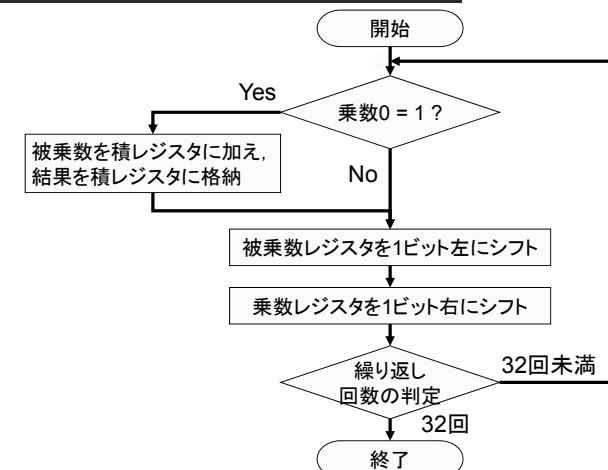 開始
乗数0 = 1 ?
Yes
被乗数を積レジスタに加え,
結果を積レジスタに格納
No
被乗数レジスタを1ビット左にシフト
乗数レジスタを1ビット右にシフト
繰り返し
回数の判定
32回未満
32回
終了